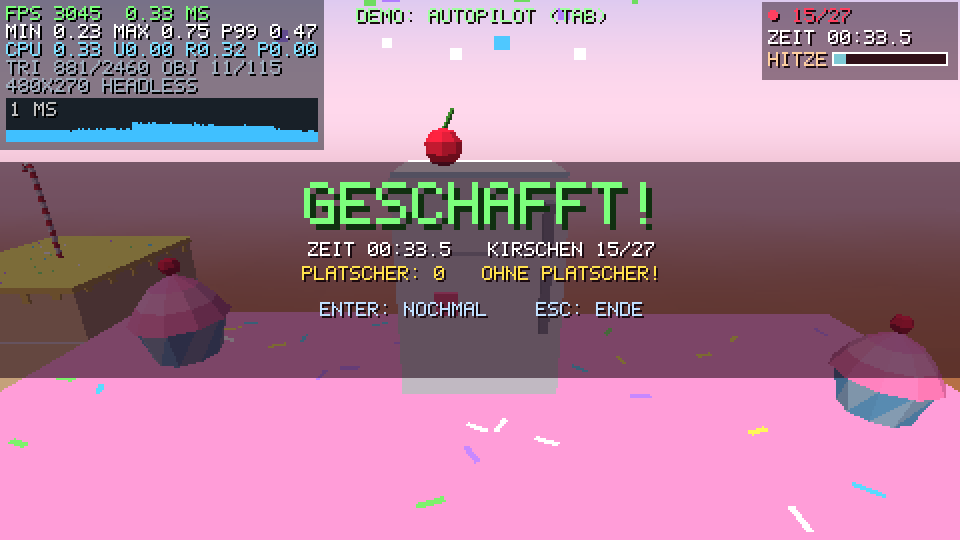 FPS 3045 0.33 MS
MIN 0.23 MAX 0.75 P99 0.47
CPU 0.33 U0.00 R0.32 P0.00
TRI 881/2460 OBJ 11/115
480X270 HEADLESS
1 MS
DEMO: AUTOPILOT (TAB)
15/27
ZEIT 00:33.5
HITZE
GESCHAFFT!
ZEIT 00:33.5 KIRSCHEN 15/27
PLATSCHER: 0 OHNE PLATSCHER!
ENTER: NOCHMAL ESC: ENDE